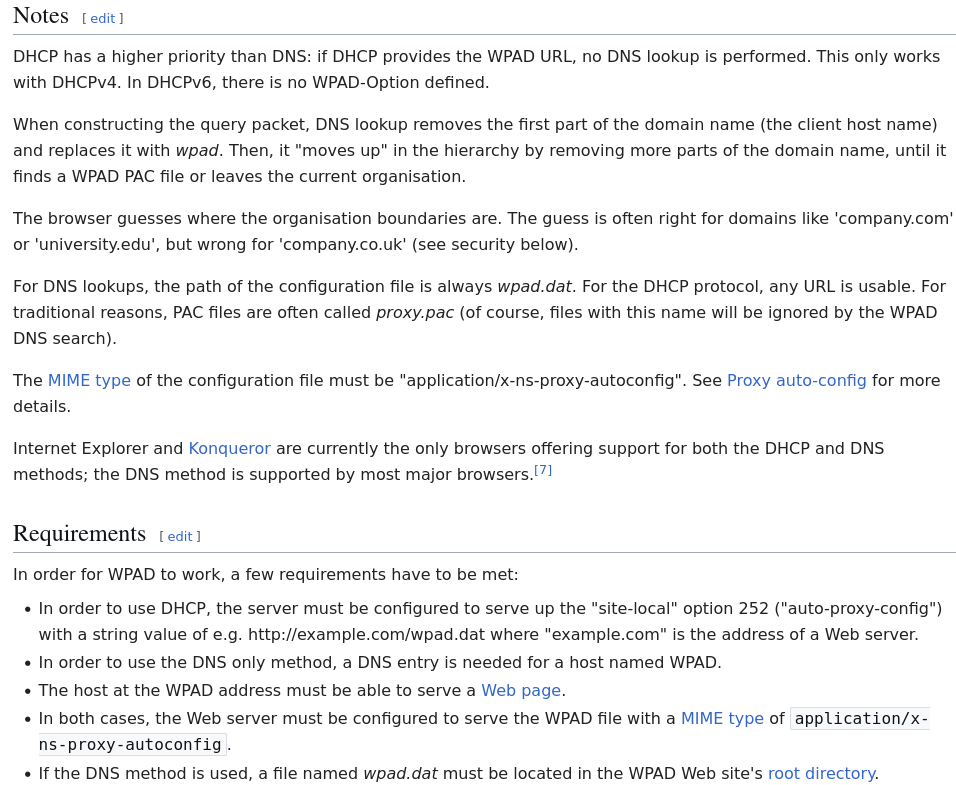 Notes [ edit ]
DHCP has a higher priority than DNS: if DHCP provides the WPAD URL, no DNS lookup is performed. This only works
with DHCPv4. In DHCPv6, there is no WPAD-Option defined.
When constructing the query packet, DNS lookup removes the first part of the domain name (the client host name)
and replaces it with wpad. Then, it "moves up" in the hierarchy by removing more parts of the domain name, until it
finds a WPAD PAC file or leaves the current organisation.
The browser guesses where the organisation boundaries are. The guess is often right for domains like 'company.com'
or 'university.edu', but wrong for 'company.co.uk' (see security below).
For DNS lookups, the path of the configuration file is always wpad.dat. For the DHCP protocol, any URL is usable. For
traditional reasons, PAC files are often called proxy.pac (of course, files with this name will be ignored by the WPAD
DNS search).
The MIME type of the configuration file must be "application/x-ns-proxy-autoconfig". See Proxy auto-config for more
details.
Internet Explorer and Konqueror are currently the only browsers offering support for both the DHCP and DNS
methods; the DNS method is supported by most major browsers.[7]
Requirements [ edit ]
In order for WPAD to work, a few requirements have to be met:
• In order to use DHCP, the server must be configured to serve up the "site-local" option 252 ("auto-proxy-config")
with a string value of e.g. http://example.com/wpad.dat where "example.com" is the address of a Web server.
• In order to use the DNS only method, a DNS entry is needed for a host named WPAD.
• The host at the WPAD address must be able to serve a Web page.
• In both cases, the Web server must be configured to serve the WPAD file with a MIME type of application/x-
ns-proxy-autoconfig.
• If the DNS method is used, a file named wpad.dat must be located in the WPAD Web site's root directory.